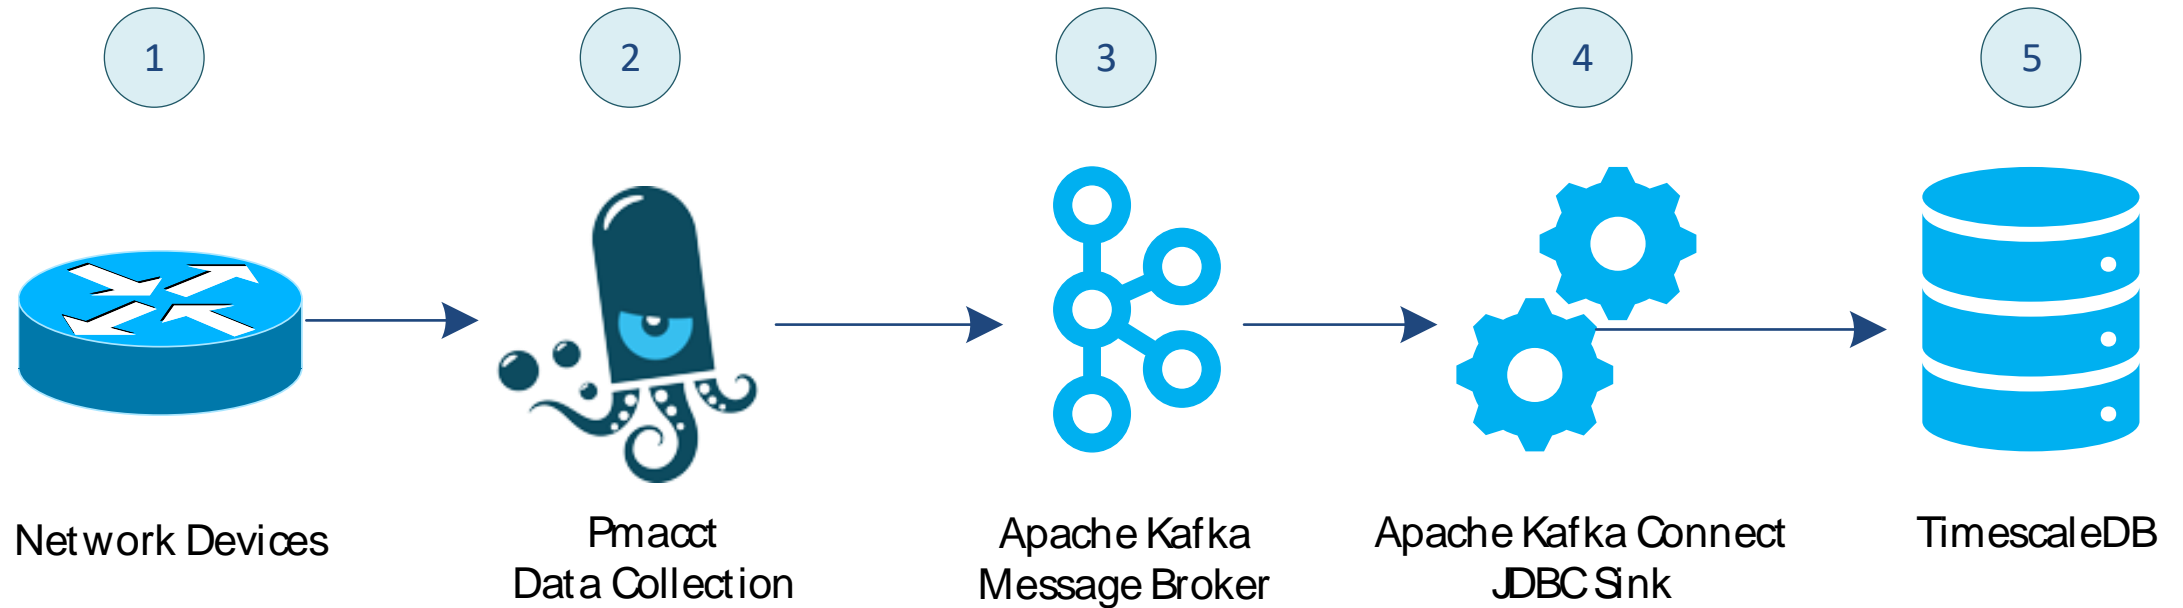 1
2
3
4
5
Network Devices
Pmacct
Data Collection
Apache Kafka
Message Broker
Apache Kafka Connect
JDBC Sink
TimescaleDB